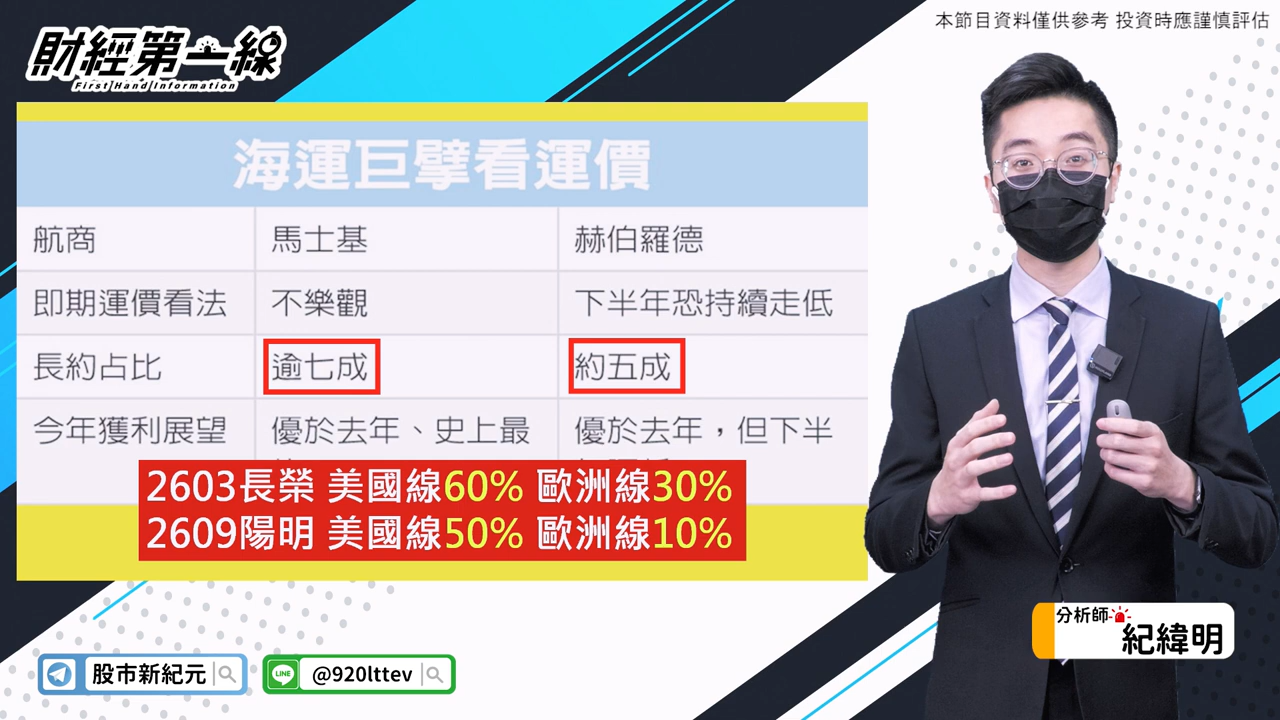 本節目資料僅供參考 投資時應謹慎評估
財經第一線
First Hand Information
海運巨擘看運價
航商 馬士基 赫伯羅德
即期運價看法 不樂觀 下半年恐持續走低
長約占比 逾七成 約五成
今年獲利展望 優於去年、史上最 優於去年，但下半
2603長榮 美國線60% 歐洲線30%
2609陽明 美國線50% 歐洲線10%
分析師
紀緯明
股市新紀元
LINE @920lttev